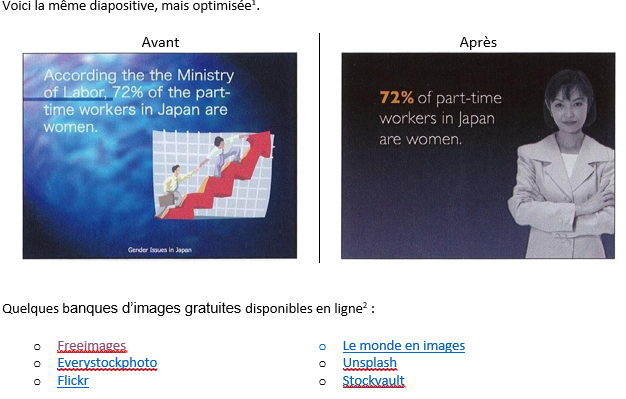 Voici la même diapositive, mais optimisée¹.
Avant
Après
According the the Ministry
of Labor, 72% of the part-
time workers in Japan are
women.
Gender Issues in Japan
72% of part-time
workers in Japan
are women.
Quelques banques d'images gratuites disponibles en ligne² :
o Freeimages
o Everystockphoto
o Flickr
o Le monde en images
o Unsplash
o Stockvault